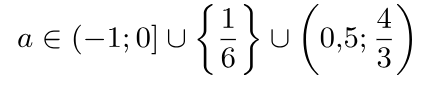 a ∈ (−1; 0] ∪ {1/6} ∪ (0,5; 4/3)